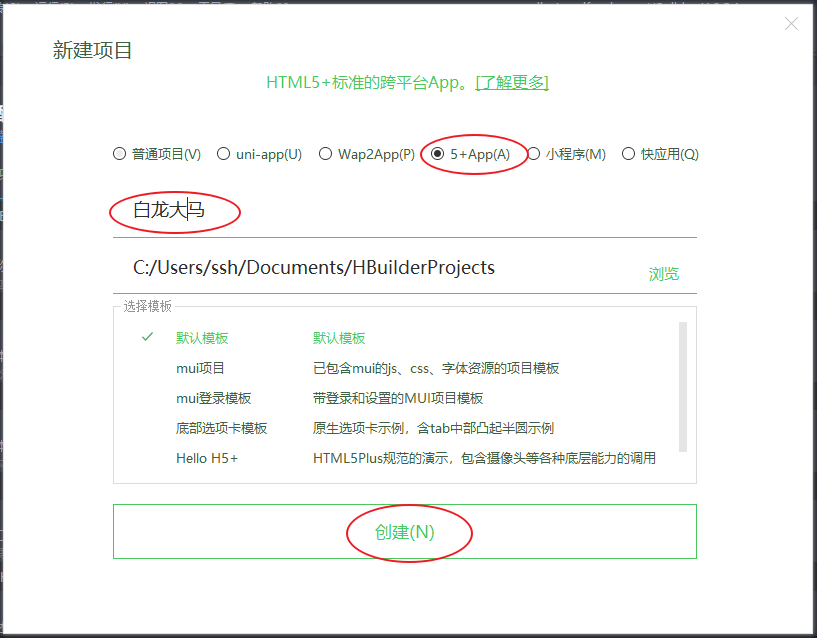 新建项目
HTML5+标准的跨平台App。[了解更多]
普通项目(V) uni-app(U) Wap2App(P) 5+App(A) 小程序(M) 快应用(Q)
白龙大马
C:/Users/ssh/Documents/HBuilderProjects 浏览
选择模板
默认模板 默认模板
mui项目 已包含mui的js、css、字体资源的项目模板
mui登录模板 带登录和设置的MUI项目模板
底部选项卡模板 原生选项卡示例，含tab中部凸起半圆示例
Hello H5+ HTML5Plus规范的演示，包含摄像头等各种底层能力的调用
创建(N)